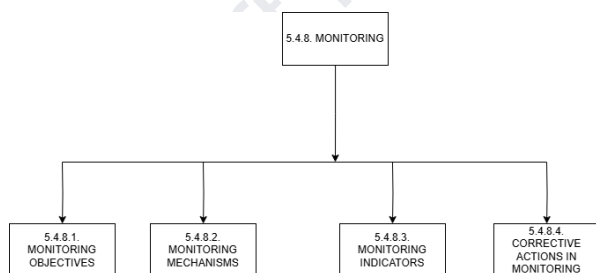 5.4.8. MONITORING
5.4.8.1.
MONITORING
OBJECTIVES
5.4.8.2.
MONITORING
MECHANISMS
5.4.8.3.
MONITORING
INDICATORS
5.4.8.4.
CORRECTIVE
ACTIONS IN
MONITORING